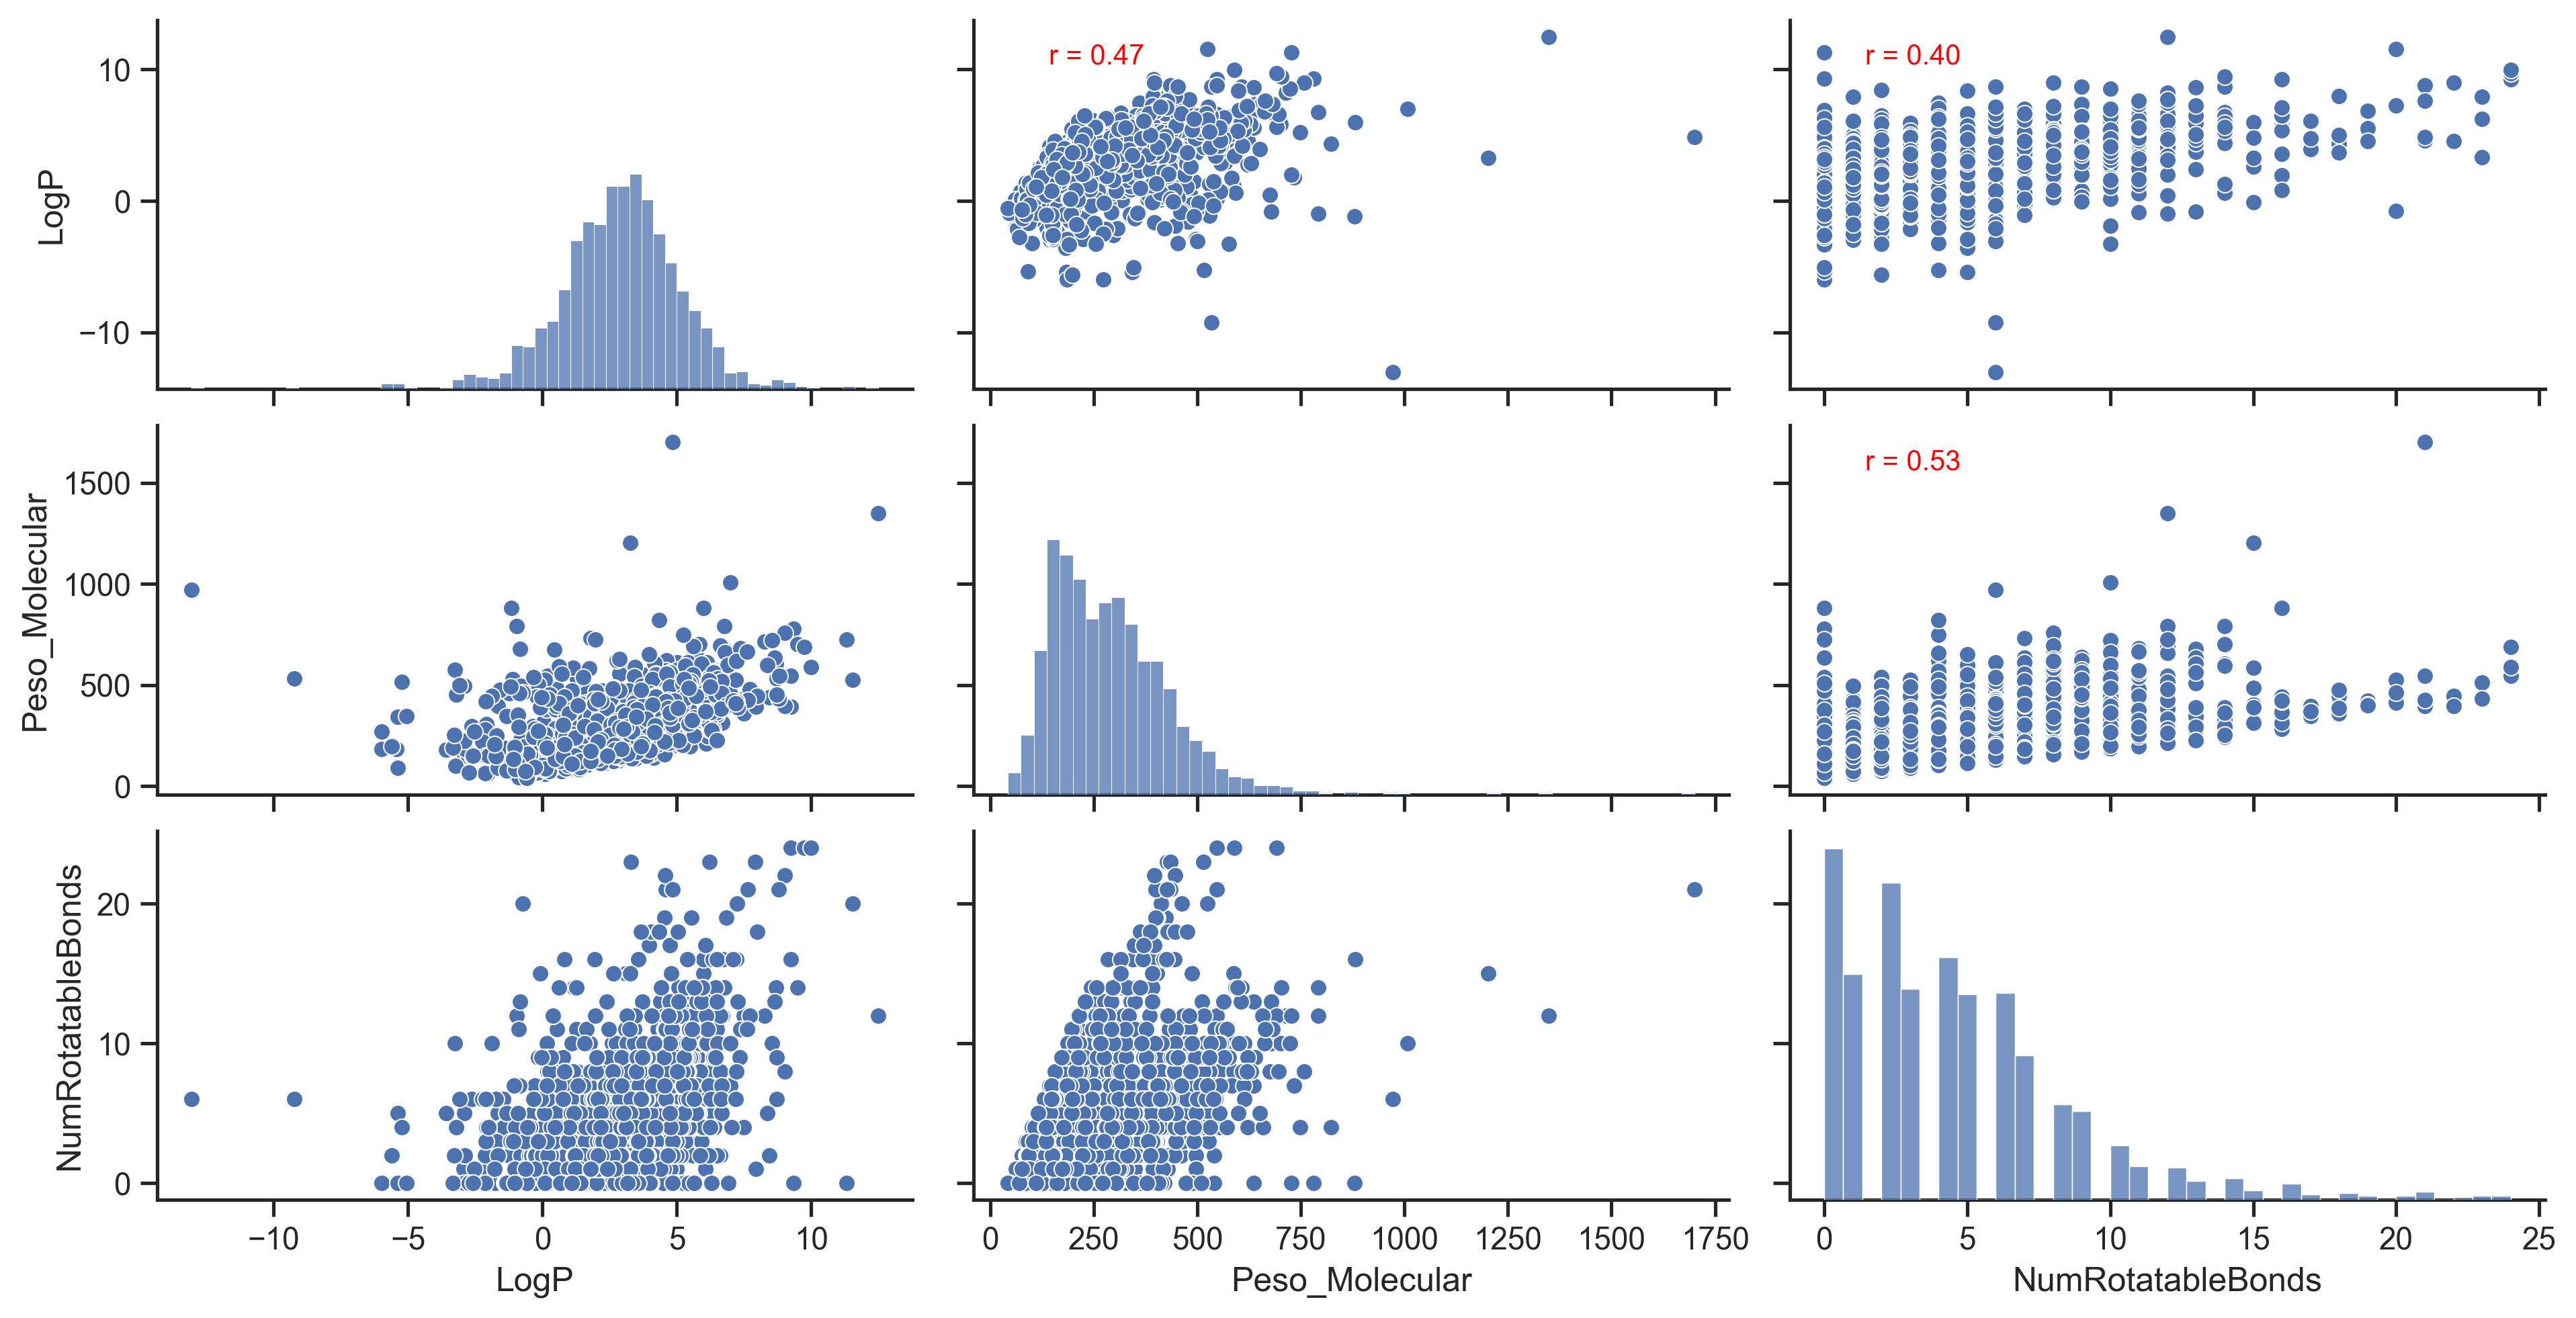 r = 0.47
r = 0.40
10
0
−10
LogP
r = 0.53
1500
1000
500
0
Peso_Molecular
20
10
0
NumRotatableBonds
−10 −5 0 5 10
0 250 500 750 1000 1250 1500 1750
0 5 10 15 20 25
LogP
Peso_Molecular
NumRotatableBonds